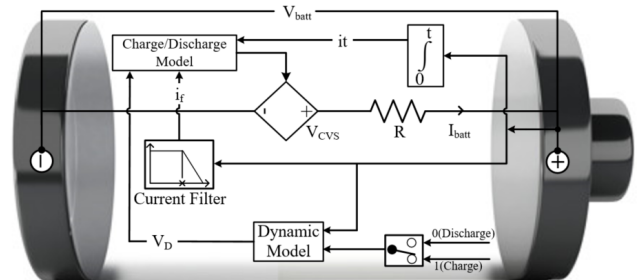 V_batt
t
Charge/Discharge
Model
it
∫
0
i_f
-
+
V_CVS
R
I_batt
-
+
Current Filter
V_D
Dynamic
Model
0(Discharge)
1(Charge)